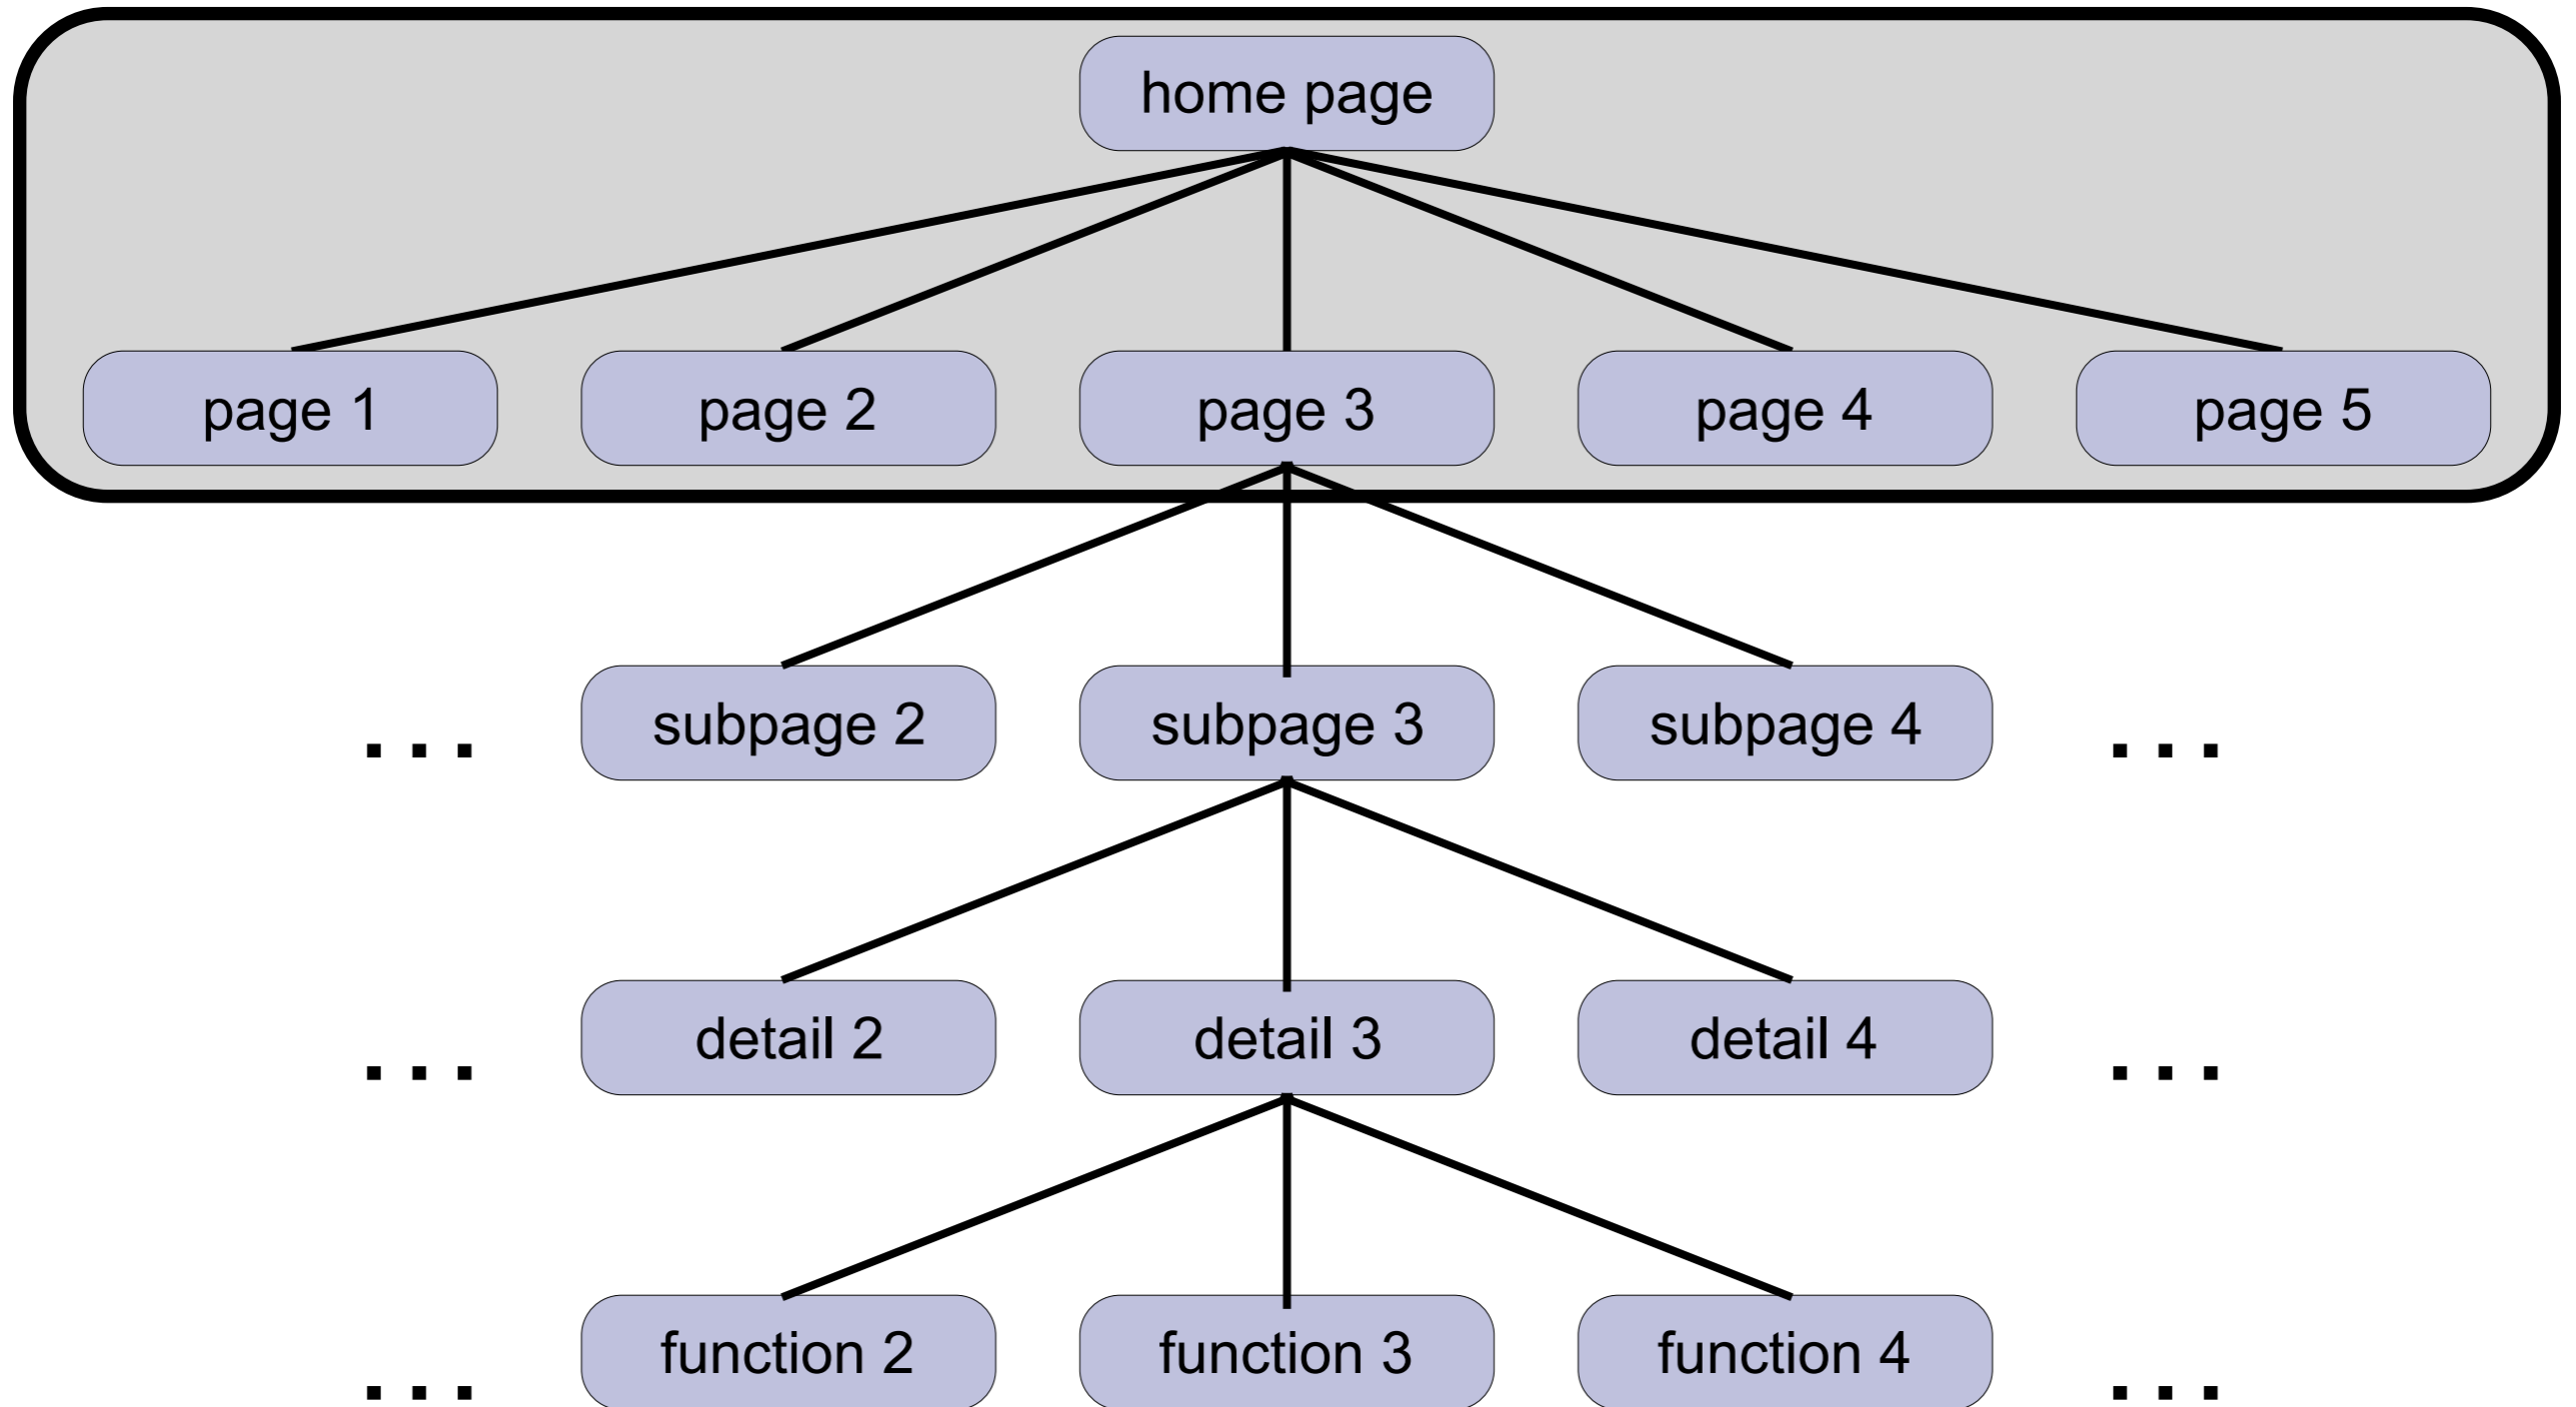 home page
page 1 page 2 page 3 page 4 page 5
... subpage 2 subpage 3 subpage 4 ...
... detail 2 detail 3 detail 4 ...
... function 2 function 3 function 4 ...